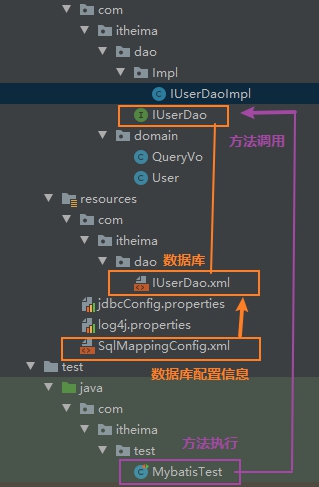 com
itheima
dao
Impl
IUserDaoImpl
IUserDao
方法调用
domain
QueryVo
User
resources
com
itheima
dao 数据库
IUserDao.xml
jdbcConfig.properties
log4j.properties
SqlMappingConfig.xml
test
数据库配置信息
java
com
itheima
方法执行
test
MybatisTest